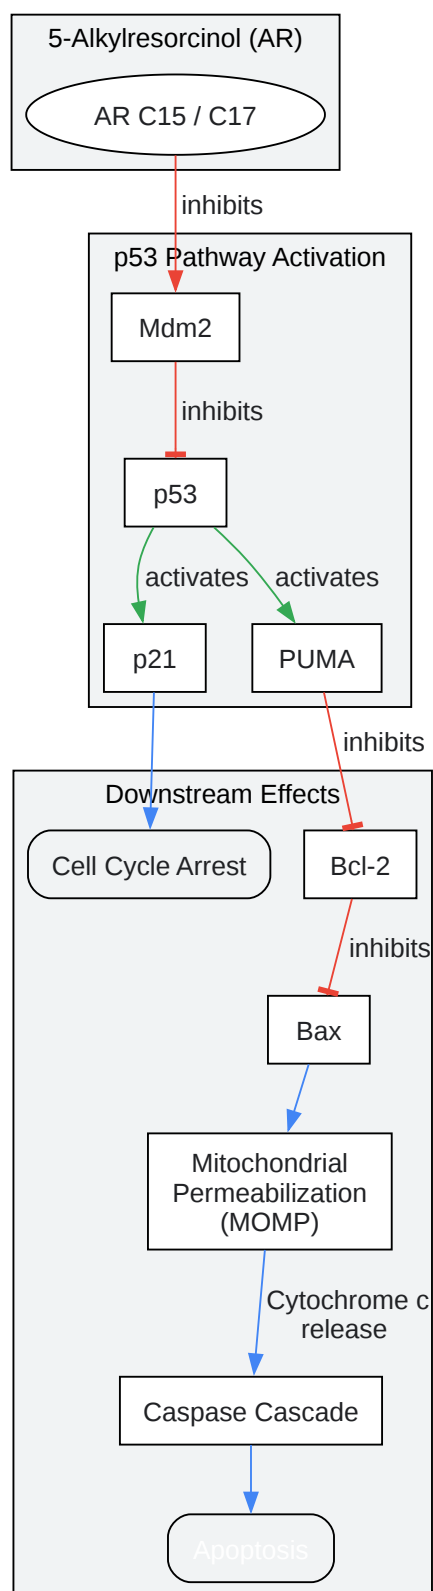 5-Alkylresorcinol (AR)
AR C15 / C17
inhibits
p53 Pathway Activation
Mdm2
inhibits
p53
activates
activates
p21
PUMA
inhibits
Downstream Effects
Cell Cycle Arrest
Bcl-2
inhibits
Bax
Mitochondrial
Permeabilization
(MOMP)
Cytochrome c
release
Caspase Cascade
Apoptosis